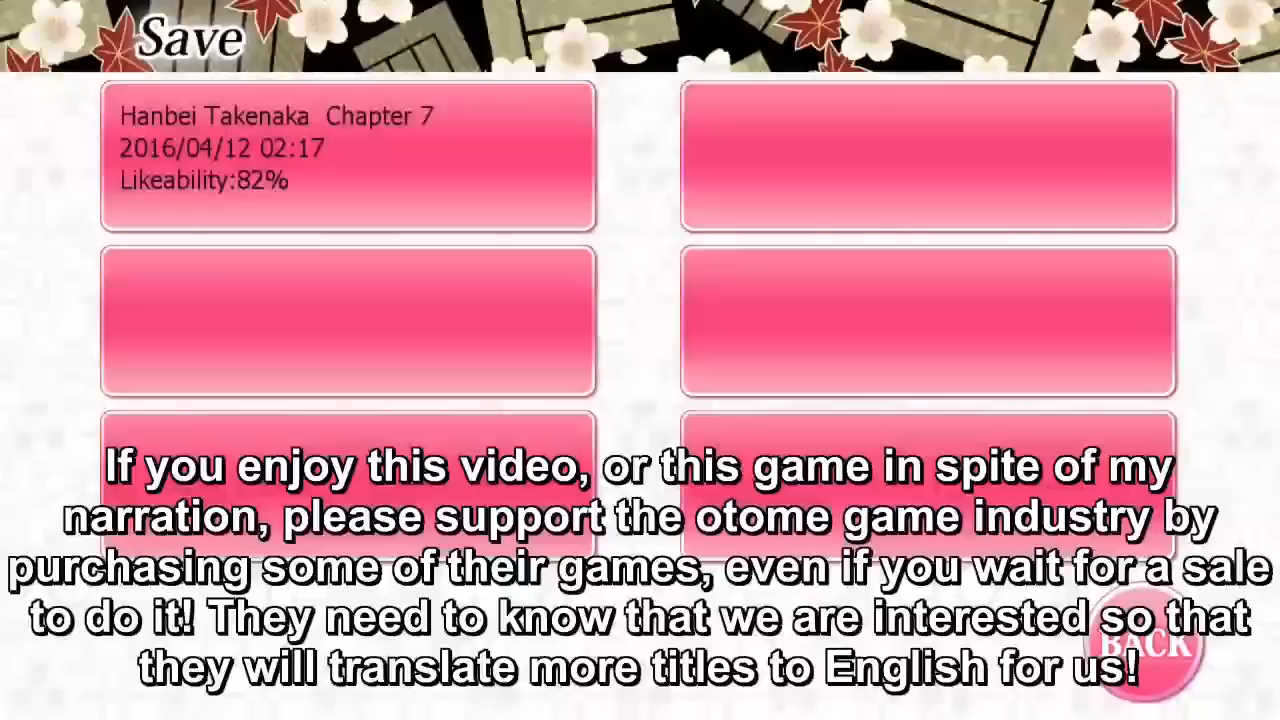 Save
Hanbei Takenaka Chapter 7
2016/04/12 02:17
Likeability:82%
If you enjoy this video, or this game in spite of my
narration, please support the otome game industry by
purchasing some of their games, even if you wait for a sale
to do it! They need to know that we are interested so that
they will translate more titles to English for us!
BACK